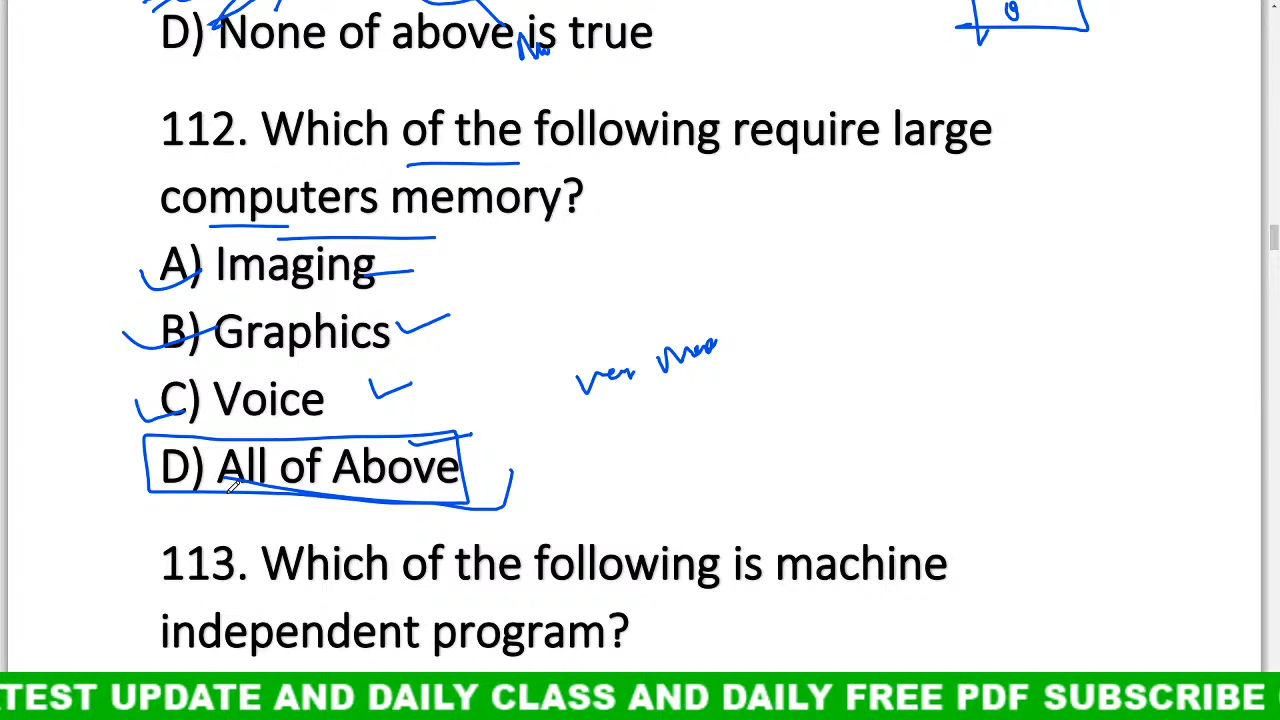 D) None of above is true
112. Which of the following require large
computers memory?
A) Imaging
B) Graphics
C) Voice
D) All of Above
113. Which of the following is machine
independent program?
ATEST UPDATE AND DAILY CLASS AND DAILY FREE PDF SUBSCRIBE